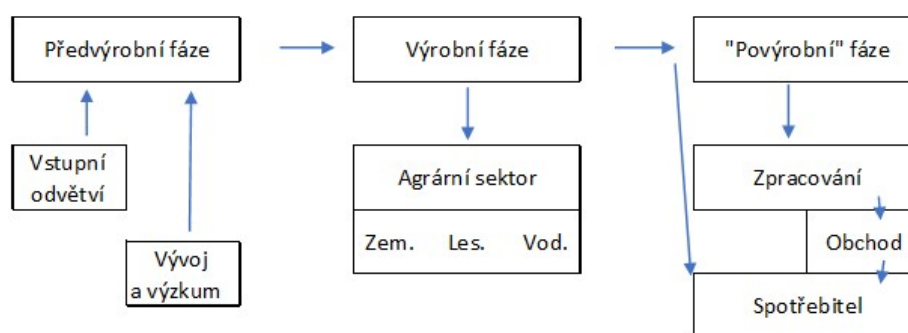 Předvýrobní fáze
Výrobní fáze
"Povýrobní" fáze
Vstupní
odvětví
Agrární sektor
Zpracování
Zem. Les. Vod.
Obchod
Vývoj
a výzkum
Spotřebitel